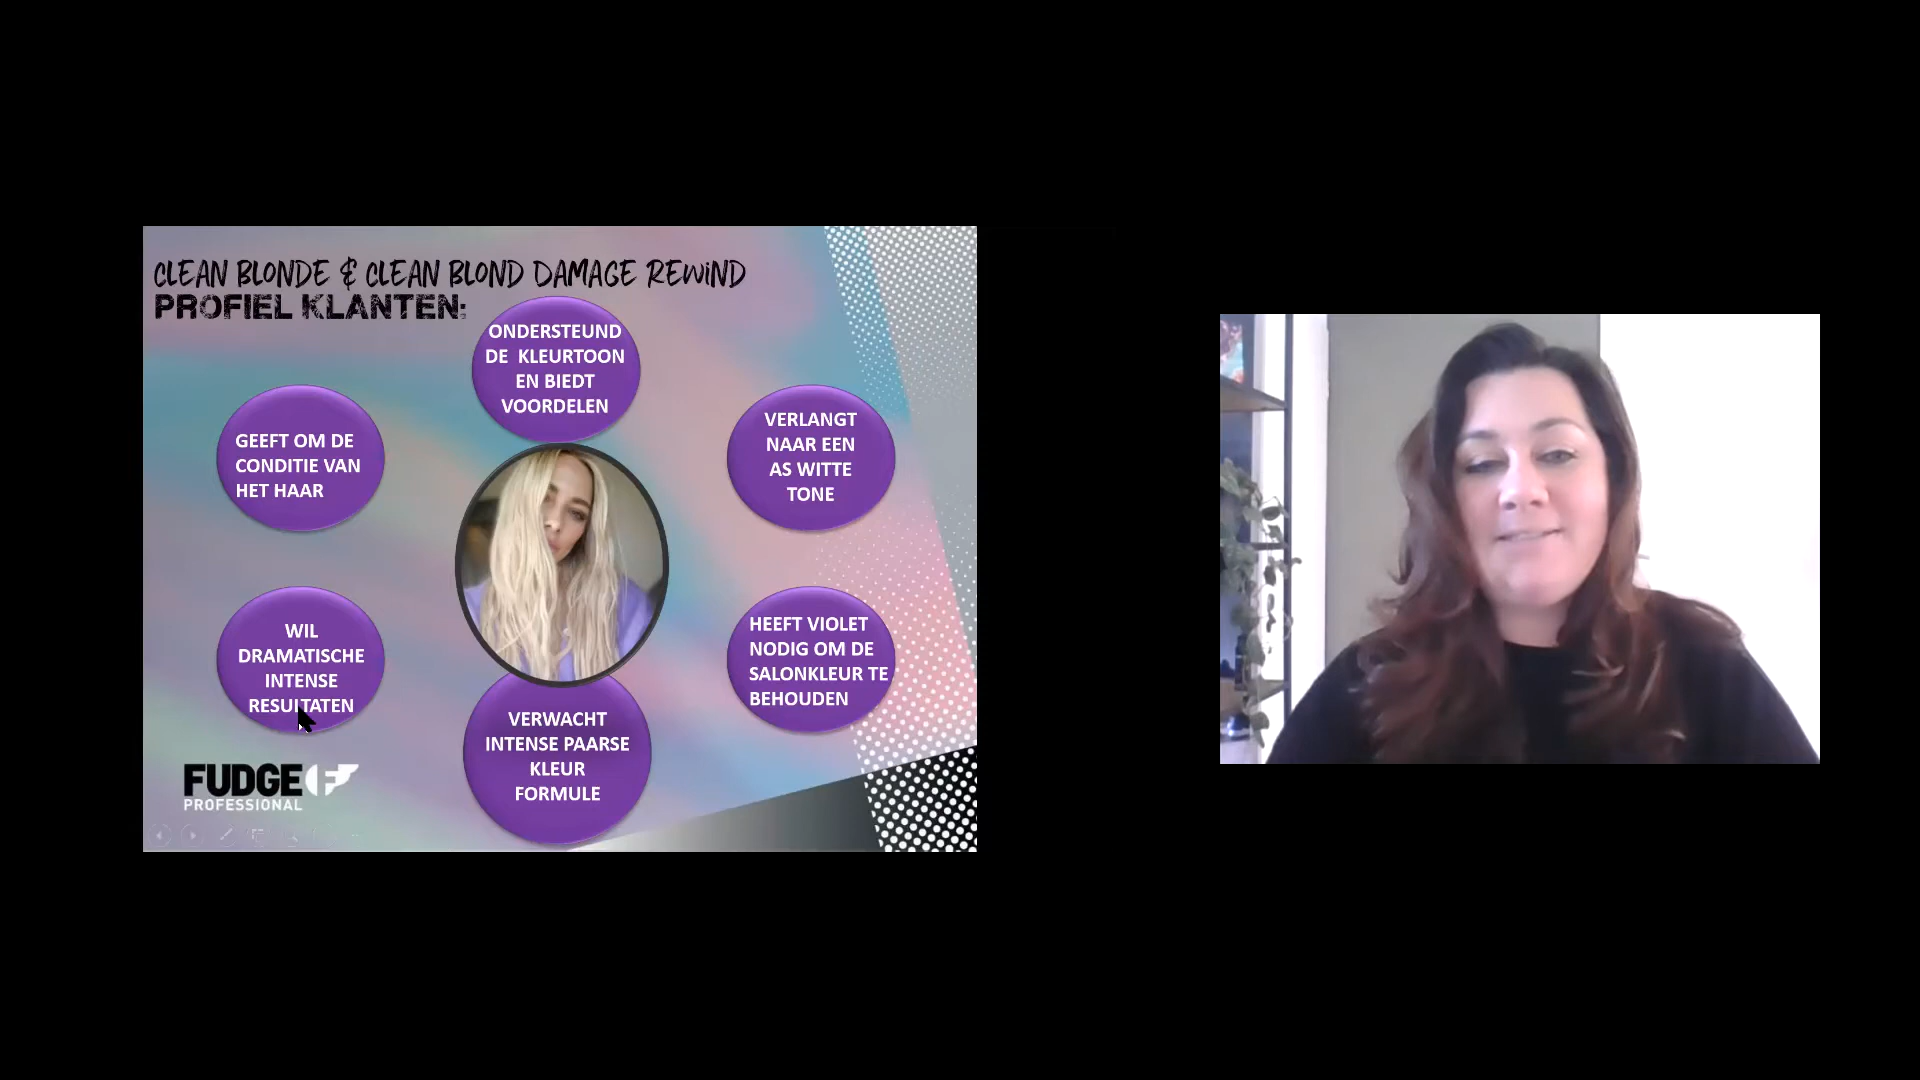 CLEAN BLONDE & CLEAN BLOND DAMAGE REWIND
PROFIEL KLANTEN:
ONDERSTEUND
DE KLEURTOON
EN BIEDT
VOORDELEN
GEEFT OM DE
CONDITIE VAN
HET HAAR
VERLANGT
NAAR EEN
AS WITTE
TONE
WIL
DRAMATISCHE
INTENSE
RESULTATEN
HEEFT VIOLET
NODIG OM DE
SALONKLEUR TE
BEHOUDEN
VERWACHT
INTENSE PAARSE
KLEUR
FORMULE
FUDGE
PROFESSIONAL